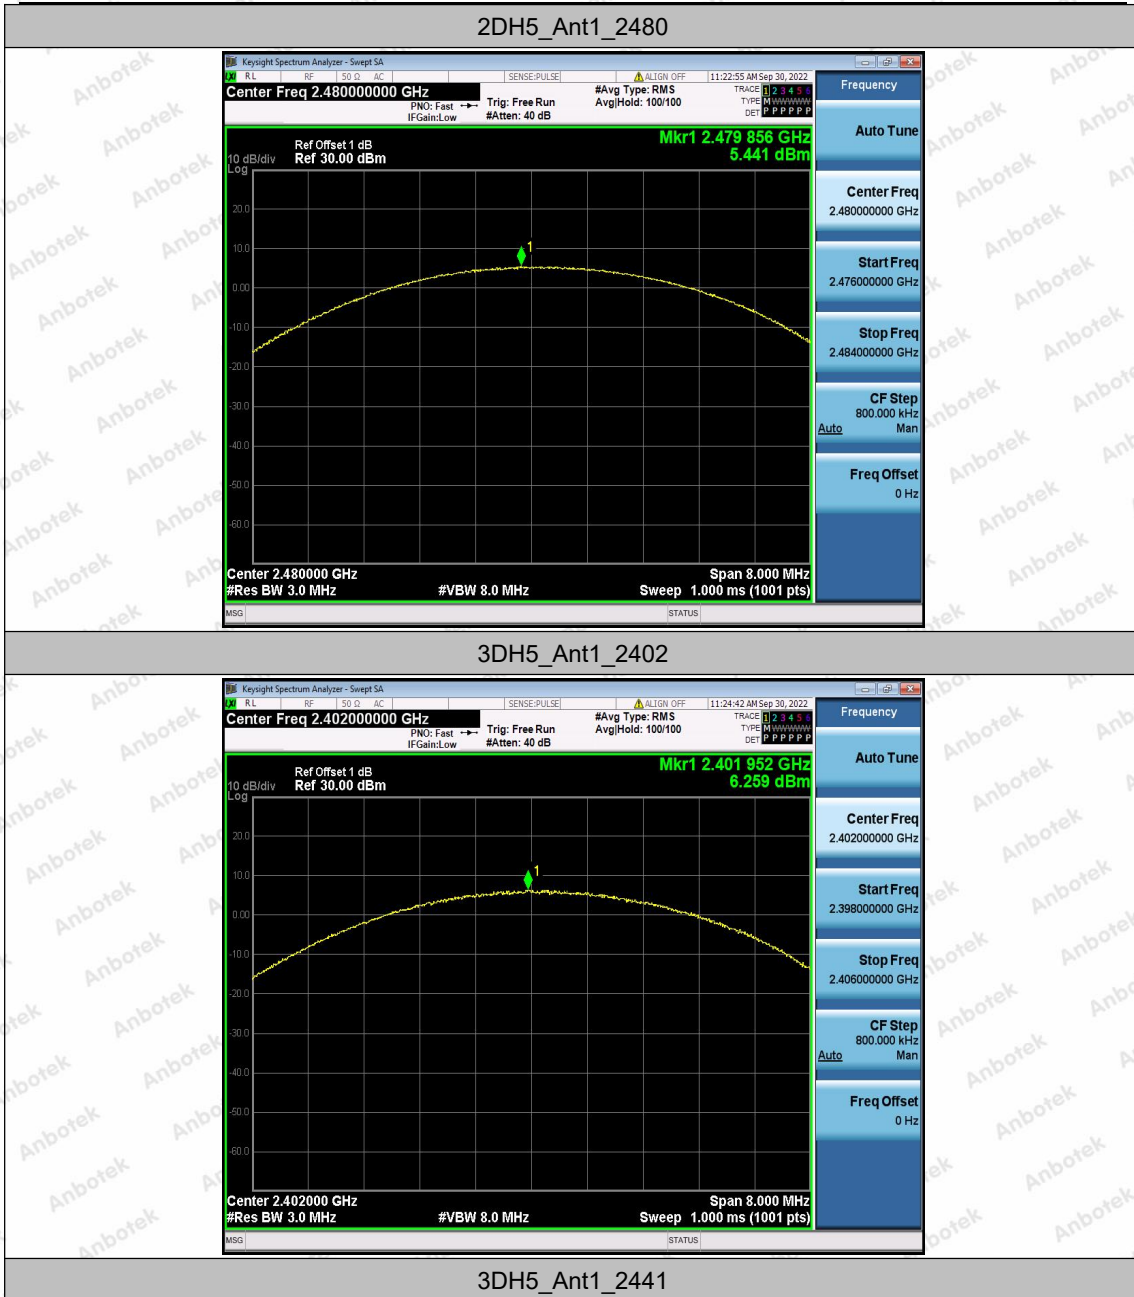 2DH5_Ant1_2480
Keysight Spectrum Analyzer - Swept SA
LXI RL RF 50 Ω AC SENSE:PULSE ALIGN OFF 11:22:55 AM Sep 30, 2022
Center Freq 2.480000000 GHz
PNO: Fast
IFGain:Low
Trig: Free Run
#Atten: 40 dB
#Avg Type: RMS
Avg|Hold: 100/100
TRACE 1 2 3 4 5 6
TYPE M W W W W W
DET P P P P P P
Mkr1 2.479 856 GHz
5.441 dBm
Ref Offset 1 dB
10 dB/div Ref 30.00 dBm
Log
20.0
10.0
0.00
-10.0
-20.0
-30.0
-40.0
-50.0
-60.0
1
Center 2.480000 GHz
Span 8.000 MHz
#Res BW 3.0 MHz
#VBW 8.0 MHz
Sweep 1.000 ms (1001 pts)
MSG STATUS
Frequency
Auto Tune
Center Freq
2.480000000 GHz
Start Freq
2.476000000 GHz
Stop Freq
2.484000000 GHz
CF Step
800.000 kHz
Auto Man
Freq Offset
0 Hz
3DH5_Ant1_2402
Keysight Spectrum Analyzer - Swept SA
LXI RL RF 50 Ω AC SENSE:PULSE ALIGN OFF 11:24:42 AM Sep 30, 2022
Center Freq 2.402000000 GHz
PNO: Fast
IFGain:Low
Trig: Free Run
#Atten: 40 dB
#Avg Type: RMS
Avg|Hold: 100/100
TRACE 1 2 3 4 5 6
TYPE M W W W W W
DET P P P P P P
Mkr1 2.401 952 GHz
6.259 dBm
Ref Offset 1 dB
10 dB/div Ref 30.00 dBm
Log
20.0
10.0
0.00
-10.0
-20.0
-30.0
-40.0
-50.0
-60.0
1
Center 2.402000 GHz
Span 8.000 MHz
#Res BW 3.0 MHz
#VBW 8.0 MHz
Sweep 1.000 ms (1001 pts)
MSG STATUS
Frequency
Auto Tune
Center Freq
2.402000000 GHz
Start Freq
2.398000000 GHz
Stop Freq
2.406000000 GHz
CF Step
800.000 kHz
Auto Man
Freq Offset
0 Hz
3DH5_Ant1_2441
Anbotek